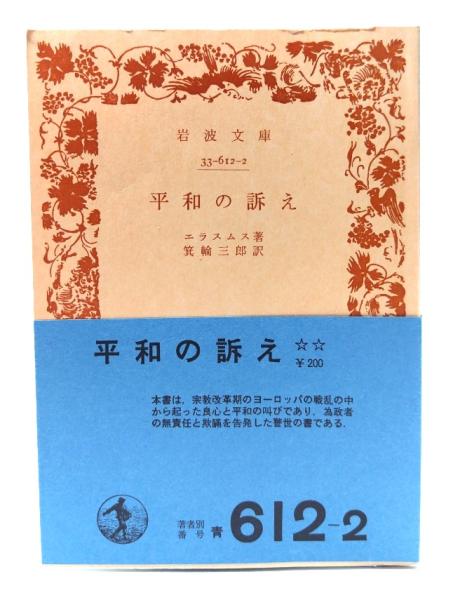 岩波文庫
33-612-2
平和の訴え
エラスムス著
箕輪三郎訳
平和の訴え ☆☆
￥200
本書は、宗教改革期のヨーロッパの戦乱の中
から起った良心と平和の叫びであり、為政者
の無責任と欺瞞を告発した警世の書である.
著者別
番号 青 612-2